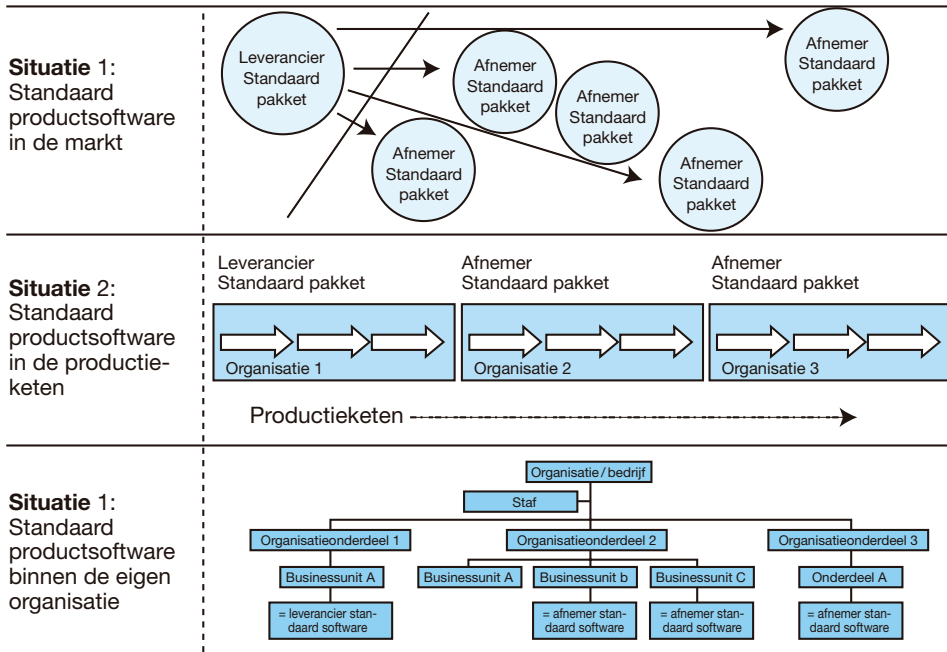 Situatie 1:
Standaard
productsoftware
in de markt
Leverancier
Standaard
pakket
Afnemer
Standaard
pakket
Afnemer
Standaard
pakket
Afnemer
Standaard
pakket
Afnemer
Standaard
pakket
Afnemer
Standaard
pakket
Situatie 2:
Standaard
productsoftware
in de productie-
keten
Leverancier
Standaard pakket
Organisatie 1
Afnemer
Standaard pakket
Organisatie 2
Afnemer
Standaard pakket
Organisatie 3
Productieketen
Situatie 1:
Standaard
productsoftware
binnen de eigen
organisatie
Organisatie / bedrijf
Staf
Organisatieonderdeel 1
Organisatieonderdeel 2
Organisatieonderdeel 3
Businessunit A
Businessunit A
Businessunit b
Businessunit C
Onderdeel A
= leverancier stan-
daard software
= afnemer stan-
daard software
= afnemer stan-
daard software
= afnemer stan-
daard software